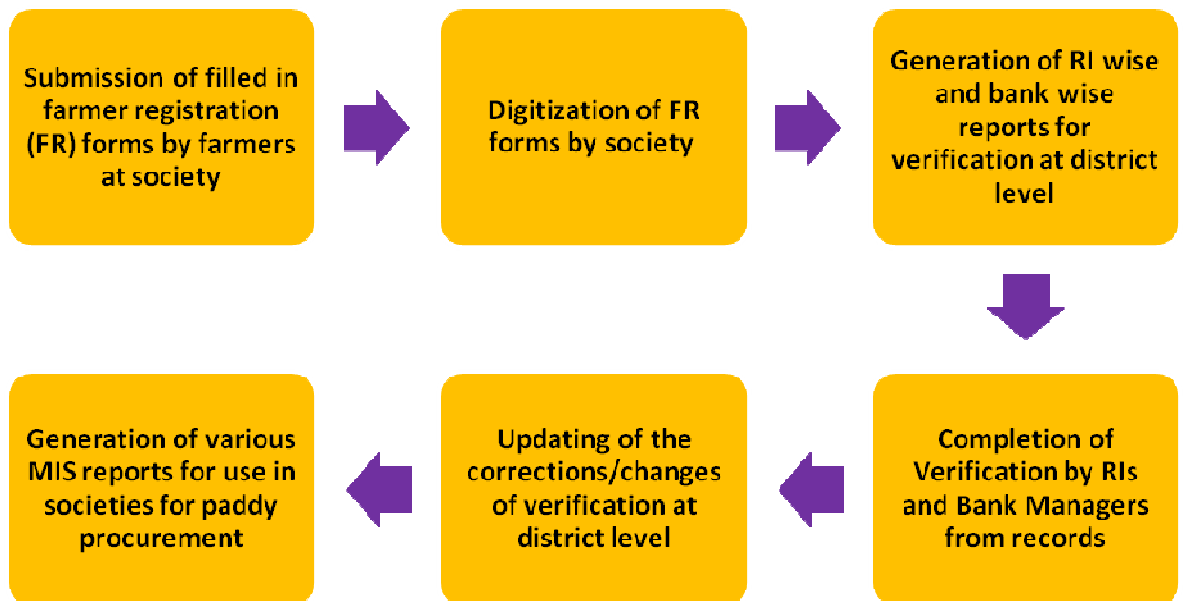 Submission of filled in
farmer registration
(FR) forms by farmers
at society
Digitization of FR
forms by society
Generation of RI wise
and bank wise
reports for
verification at district
level
Completion of
Verification by RIs
and Bank Managers
from records
Updating of the
corrections/changes
of verification at
district level
Generation of various
MIS reports for use in
societies for paddy
procurement